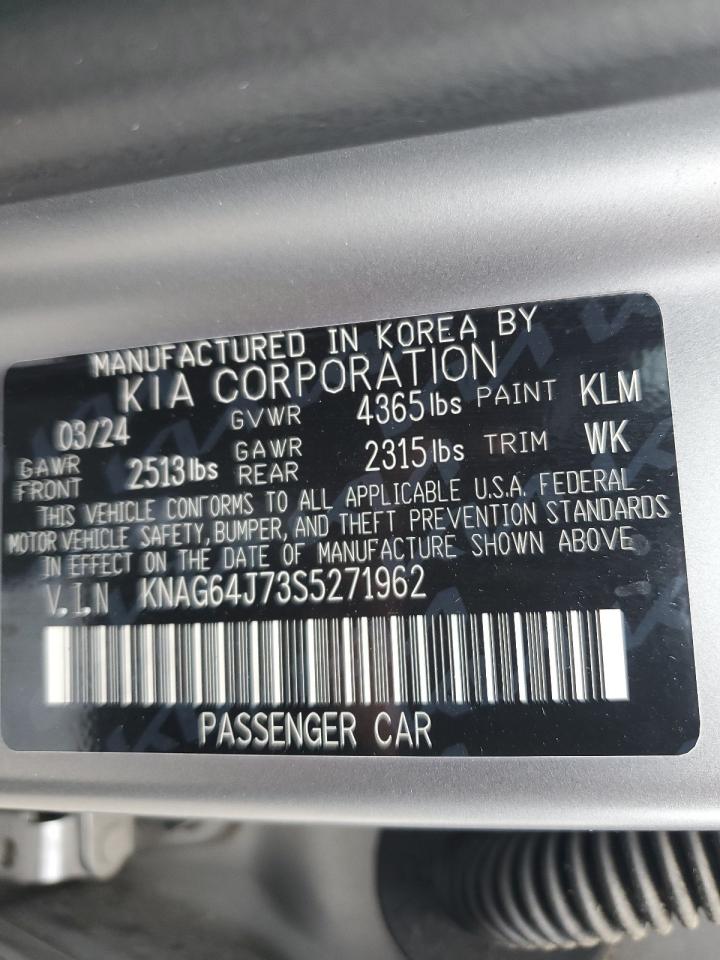 MANUFACTURED IN KOREA BY
KIA CORPORATION
03/24 GVWR 4365 lbs PAINT KLM
GAWR FRONT 2513 lbs GAWR REAR 2315 lbs TRIM WK
THIS VEHICLE CONFORMS TO ALL APPLICABLE U.S.A. FEDERAL
MOTOR VEHICLE SAFETY, BUMPER, AND THEFT PREVENTION STANDARDS
IN EFFECT ON THE DATE OF MANUFACTURE SHOWN ABOVE
V.I.N KNAG64J73S5271962
PASSENGER CAR